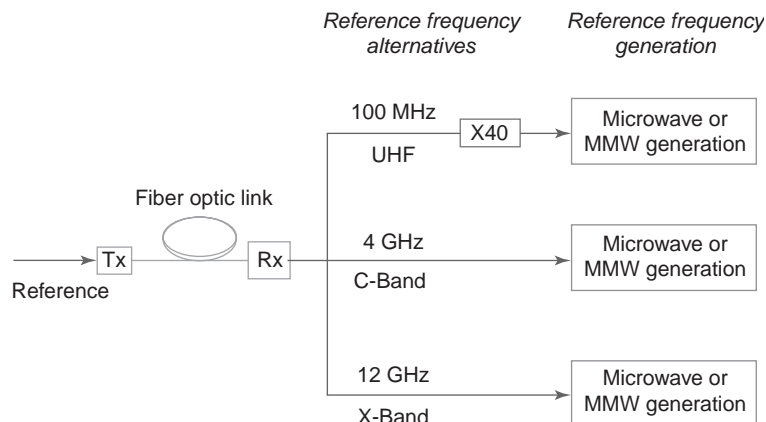 Reference frequency
alternatives
Reference frequency
generation
100 MHz
X40
UHF
Microwave or
MMW generation
Fiber optic link
Tx
Rx
Reference
4 GHz
C-Band
Microwave or
MMW generation
12 GHz
X-Band
Microwave or
MMW generation